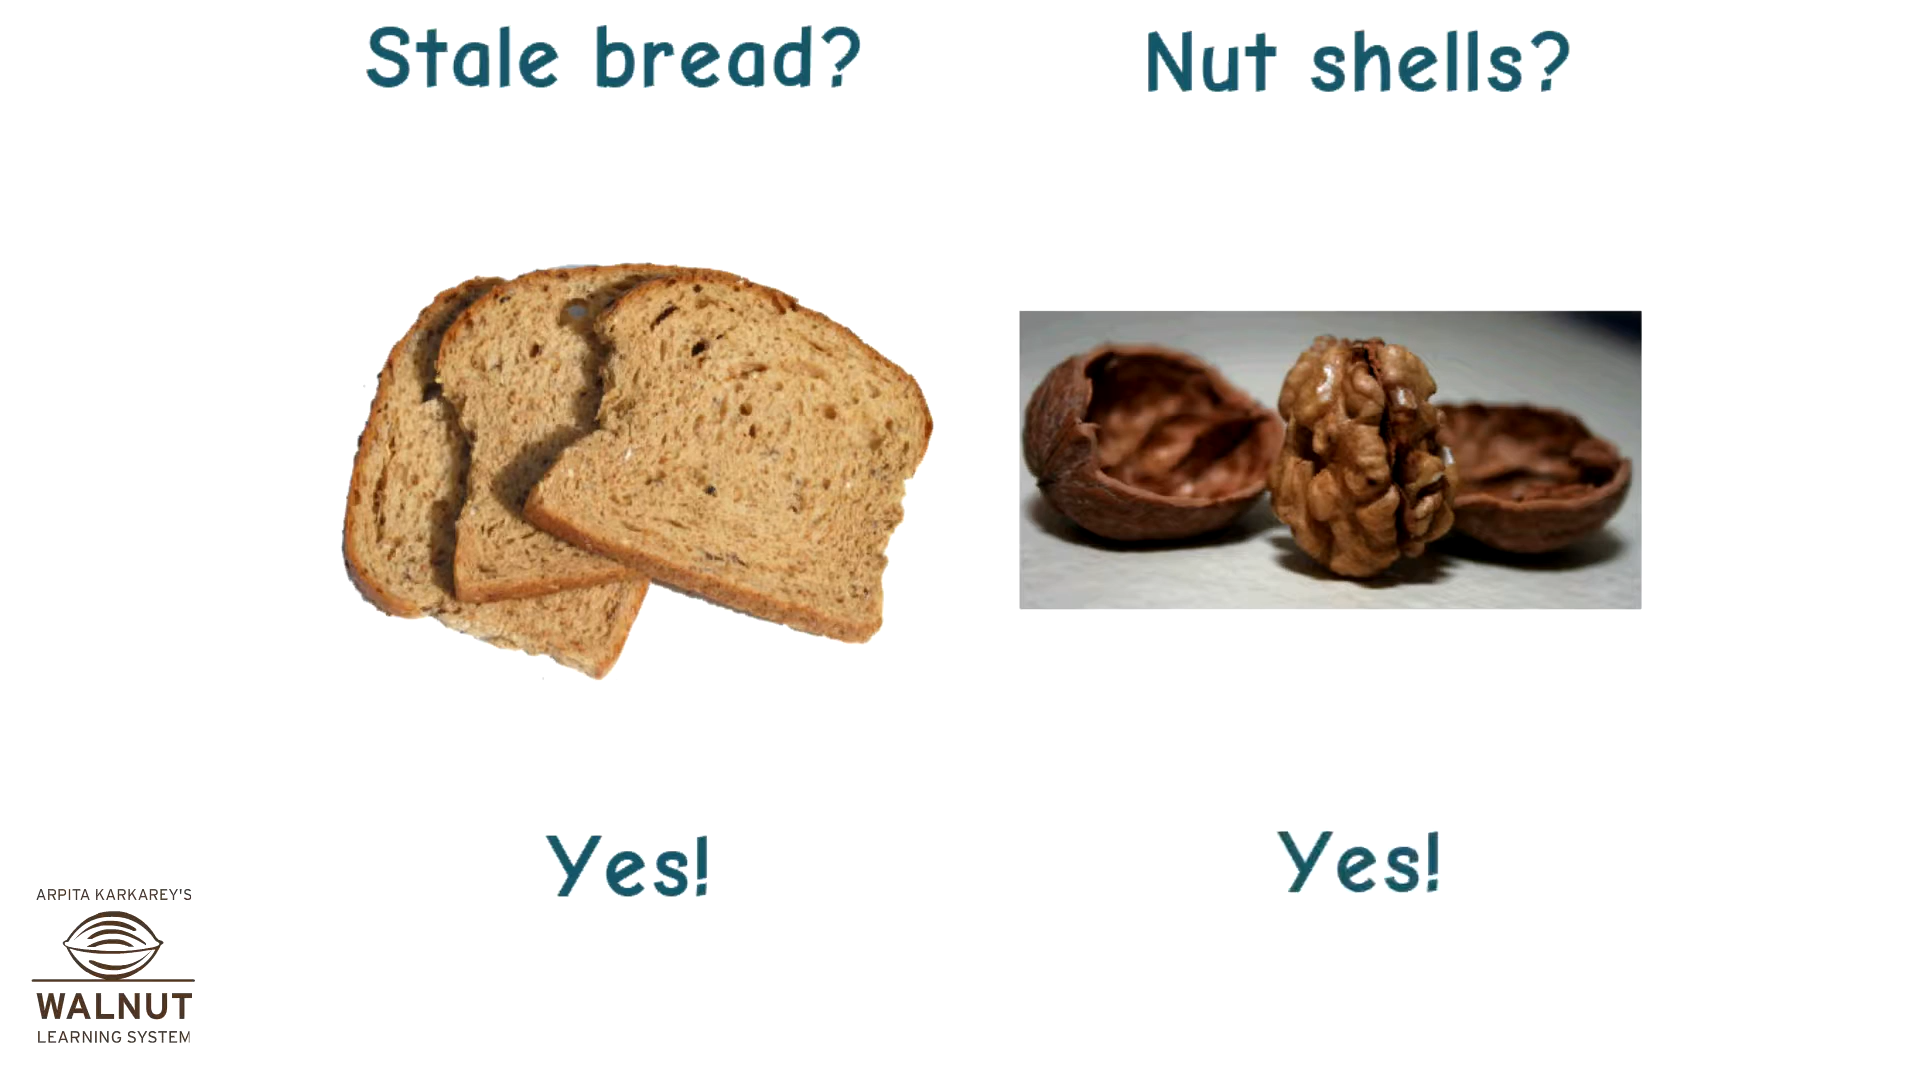 Stale bread?
Nut shells?
Yes!
Yes!
ARPITA KARKAREY'S
WALNUT
LEARNING SYSTEM